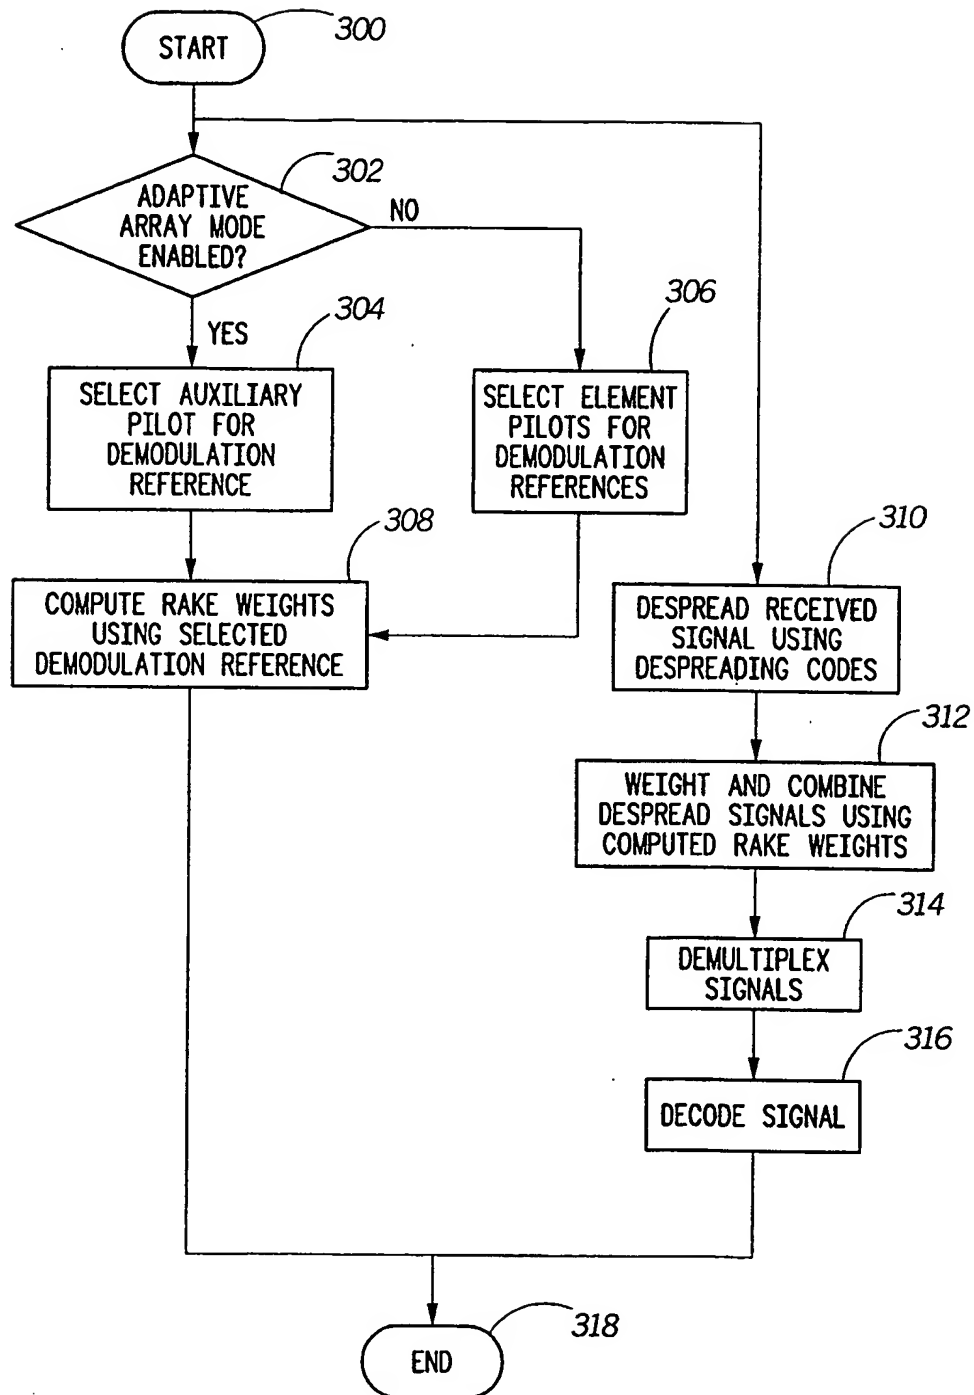 START
300
ADAPTIVE
ARRAY MODE
ENABLED?
302
NO
YES
304
SELECT AUXILIARY
PILOT FOR
DEMODULATION
REFERENCE
306
SELECT ELEMENT
PILOTS FOR
DEMODULATION
REFERENCES
308
COMPUTE RAKE WEIGHTS
USING SELECTED
DEMODULATION REFERENCE
310
DESPREAD RECEIVED
SIGNAL USING
DESPREADING CODES
312
WEIGHT AND COMBINE
DESPREAD SIGNALS USING
COMPUTED RAKE WEIGHTS
314
DEMULTIPLEX
SIGNALS
316
DECODE SIGNAL
318
END